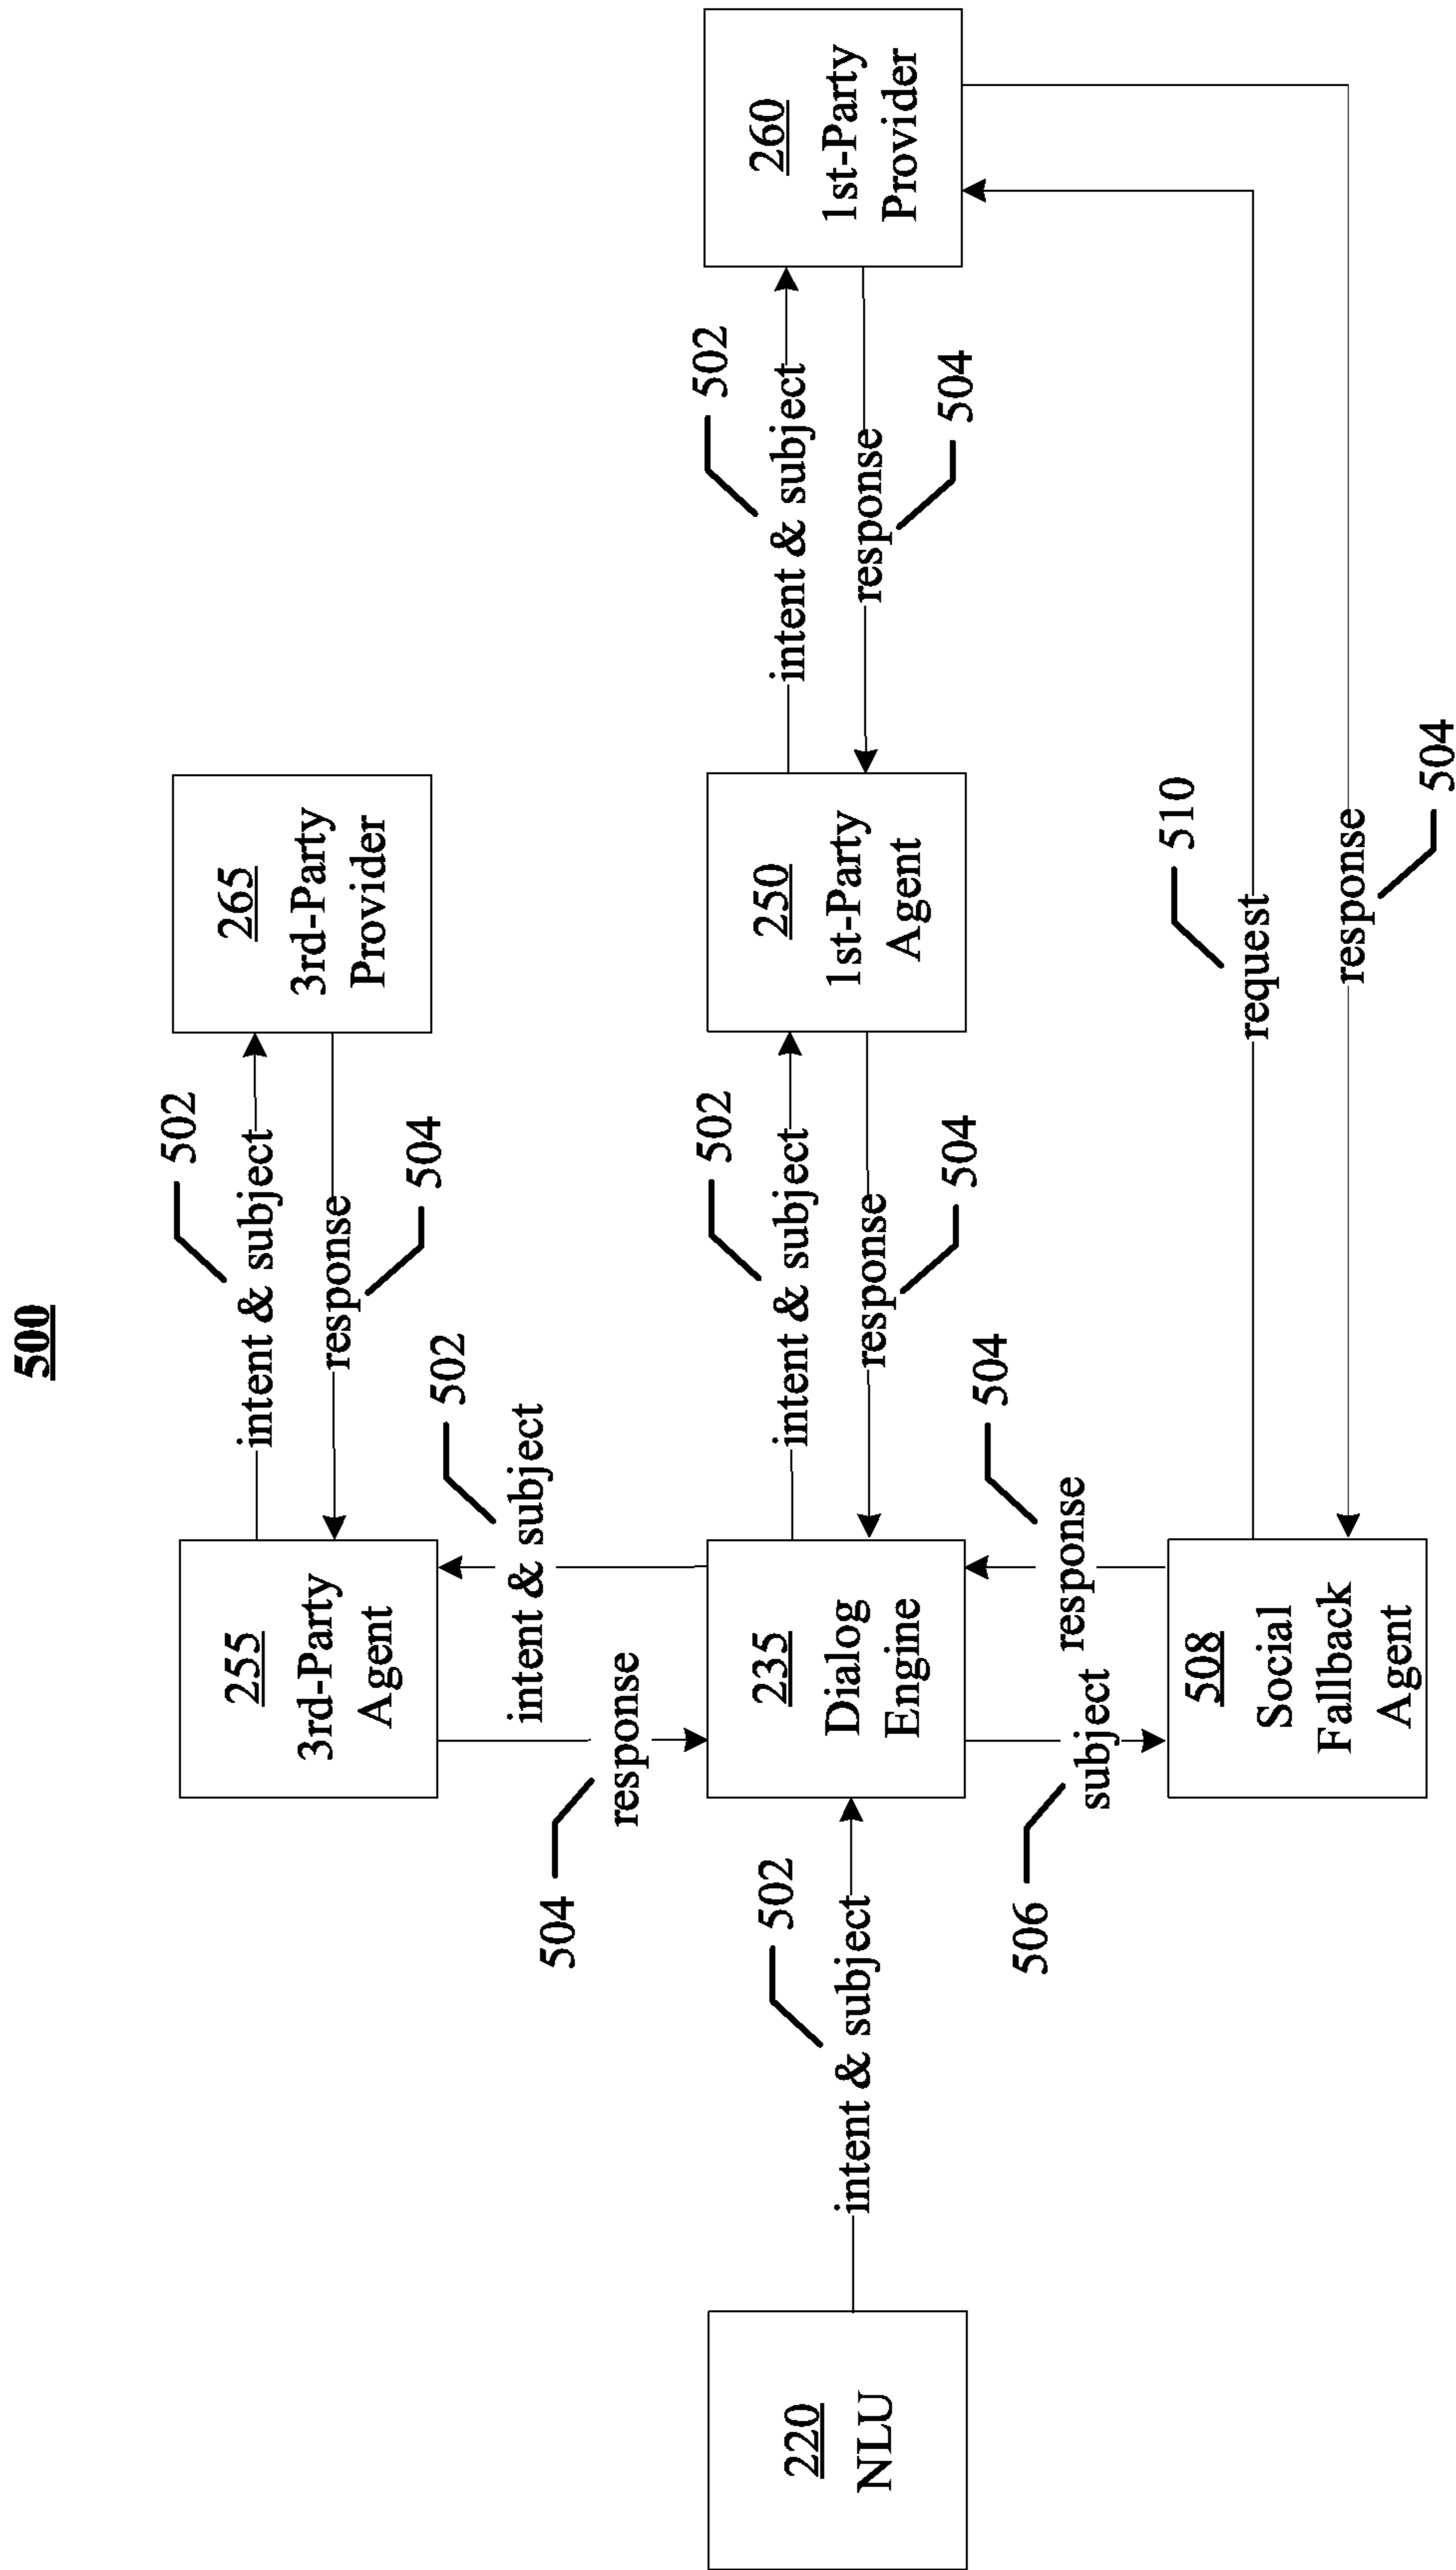 500
502
intent & subject
response
504
255
3rd-Party
Agent
265
3rd-Party
Provider
502
intent & subject
504
response
502
intent & subject
220
NLU
235
Dialog
Engine
502
intent & subject
response
504
250
1st-Party
Agent
502
intent & subject
response
504
260
1st-Party
Provider
506
subject
504
response
508
Social
Fallback
Agent
510
request
response
504